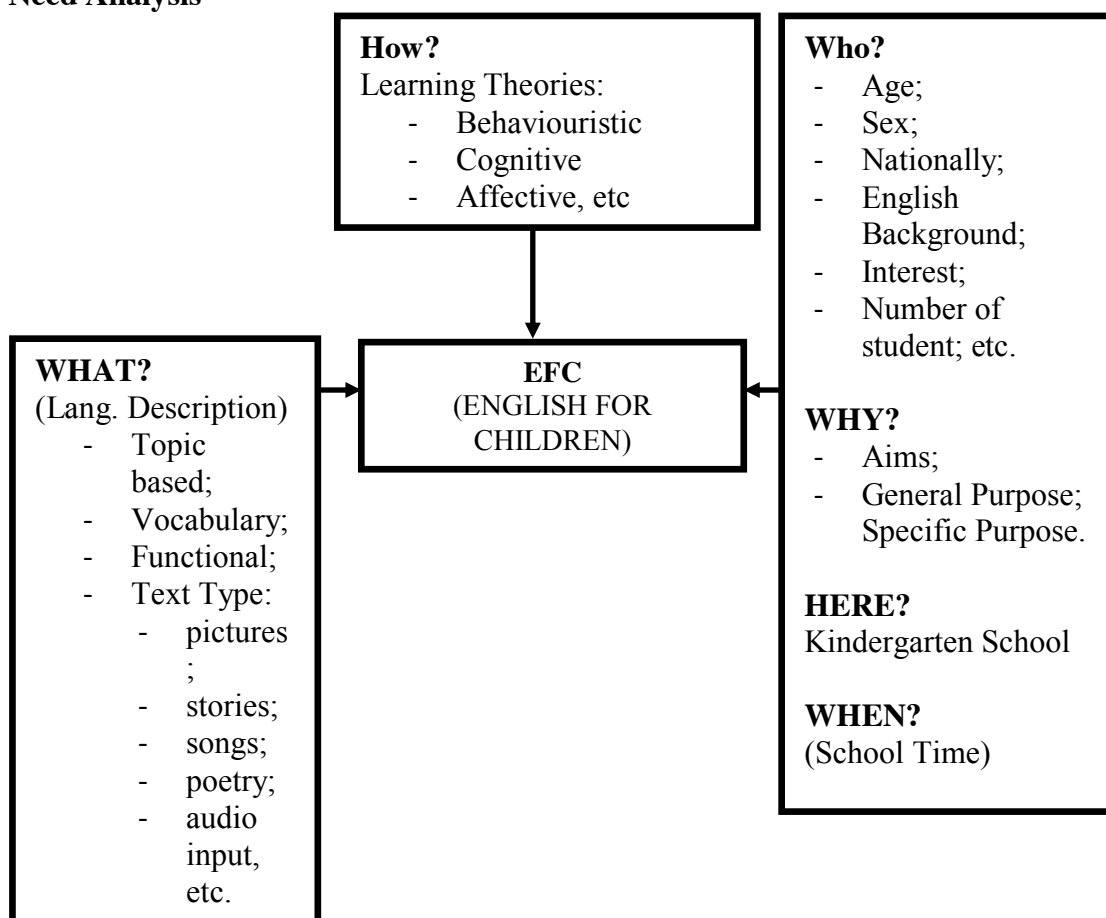 Need Analysis
How?
Learning Theories:
- Behaviouristic
- Cognitive
- Affective, etc
Who?
- Age;
- Sex;
- Nationally;
- English
Background;
- Interest;
- Number of
student; etc.
WHY?
- Aims;
- General Purpose;
Specific Purpose.
HERE?
Kindergarten School
WHEN?
(School Time)
WHAT?
(Lang. Description)
- Topic
based;
- Vocabulary;
- Functional;
- Text Type:
- pictures
;
- stories;
- songs;
- poetry;
- audio
input,
etc.
EFC
(ENGLISH FOR
CHILDREN)